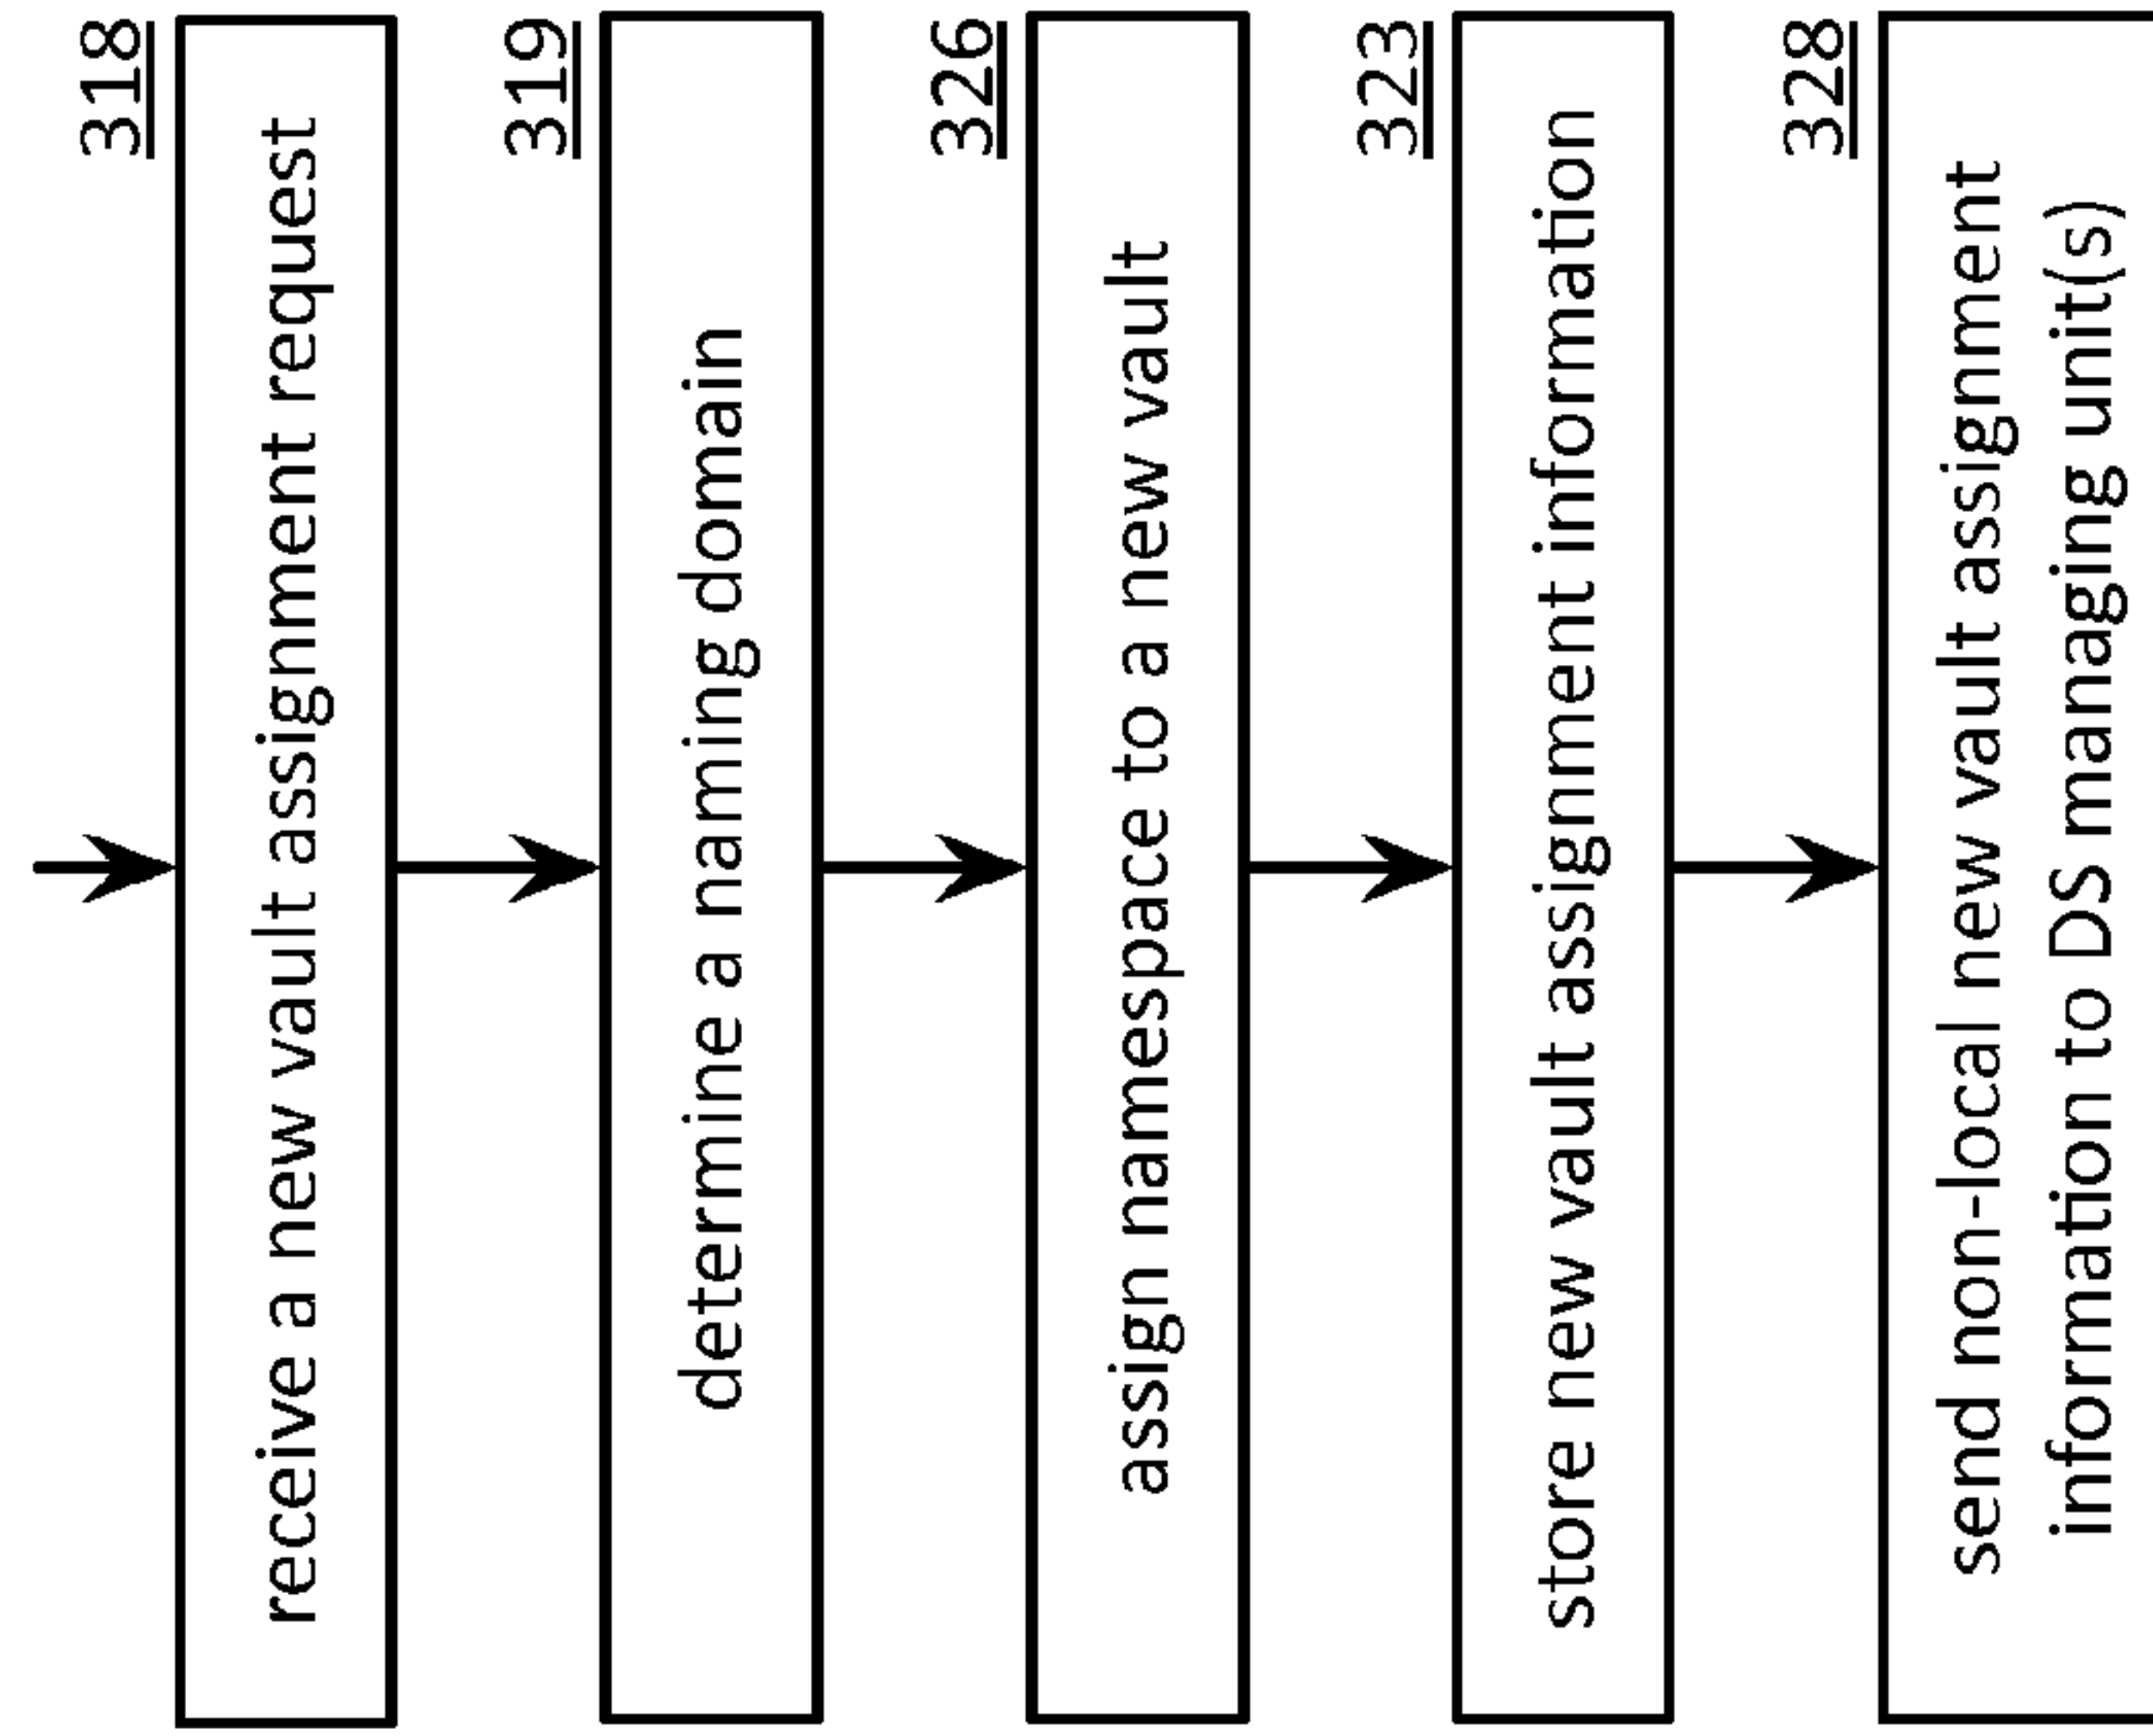 318
receive a new vault assignment request
319
determine a naming domain
326
assign namespace to a new vault
323
store new vault assignment information
328
send non-local new vault assignment
information to DS managing unit(s)